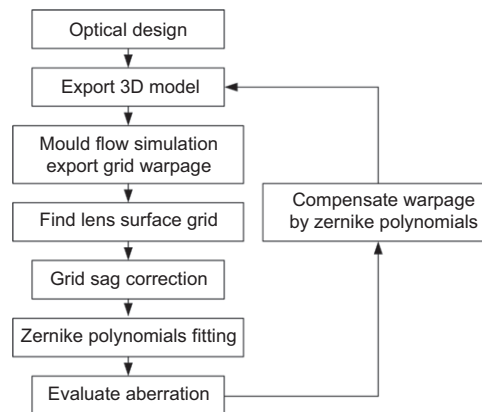 Optical design
Export 3D model
Mould flow simulation
export grid warpage
Find lens surface grid
Grid sag correction
Zernike polynomials fitting
Evaluate aberration
Compensate warpage
by zernike polynomials